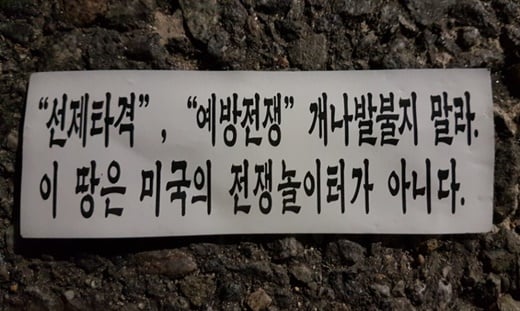 “선제타격”, “예방전쟁” 개나발불지 말라.
이 땅은 미국의 전쟁놀이터가 아니다.